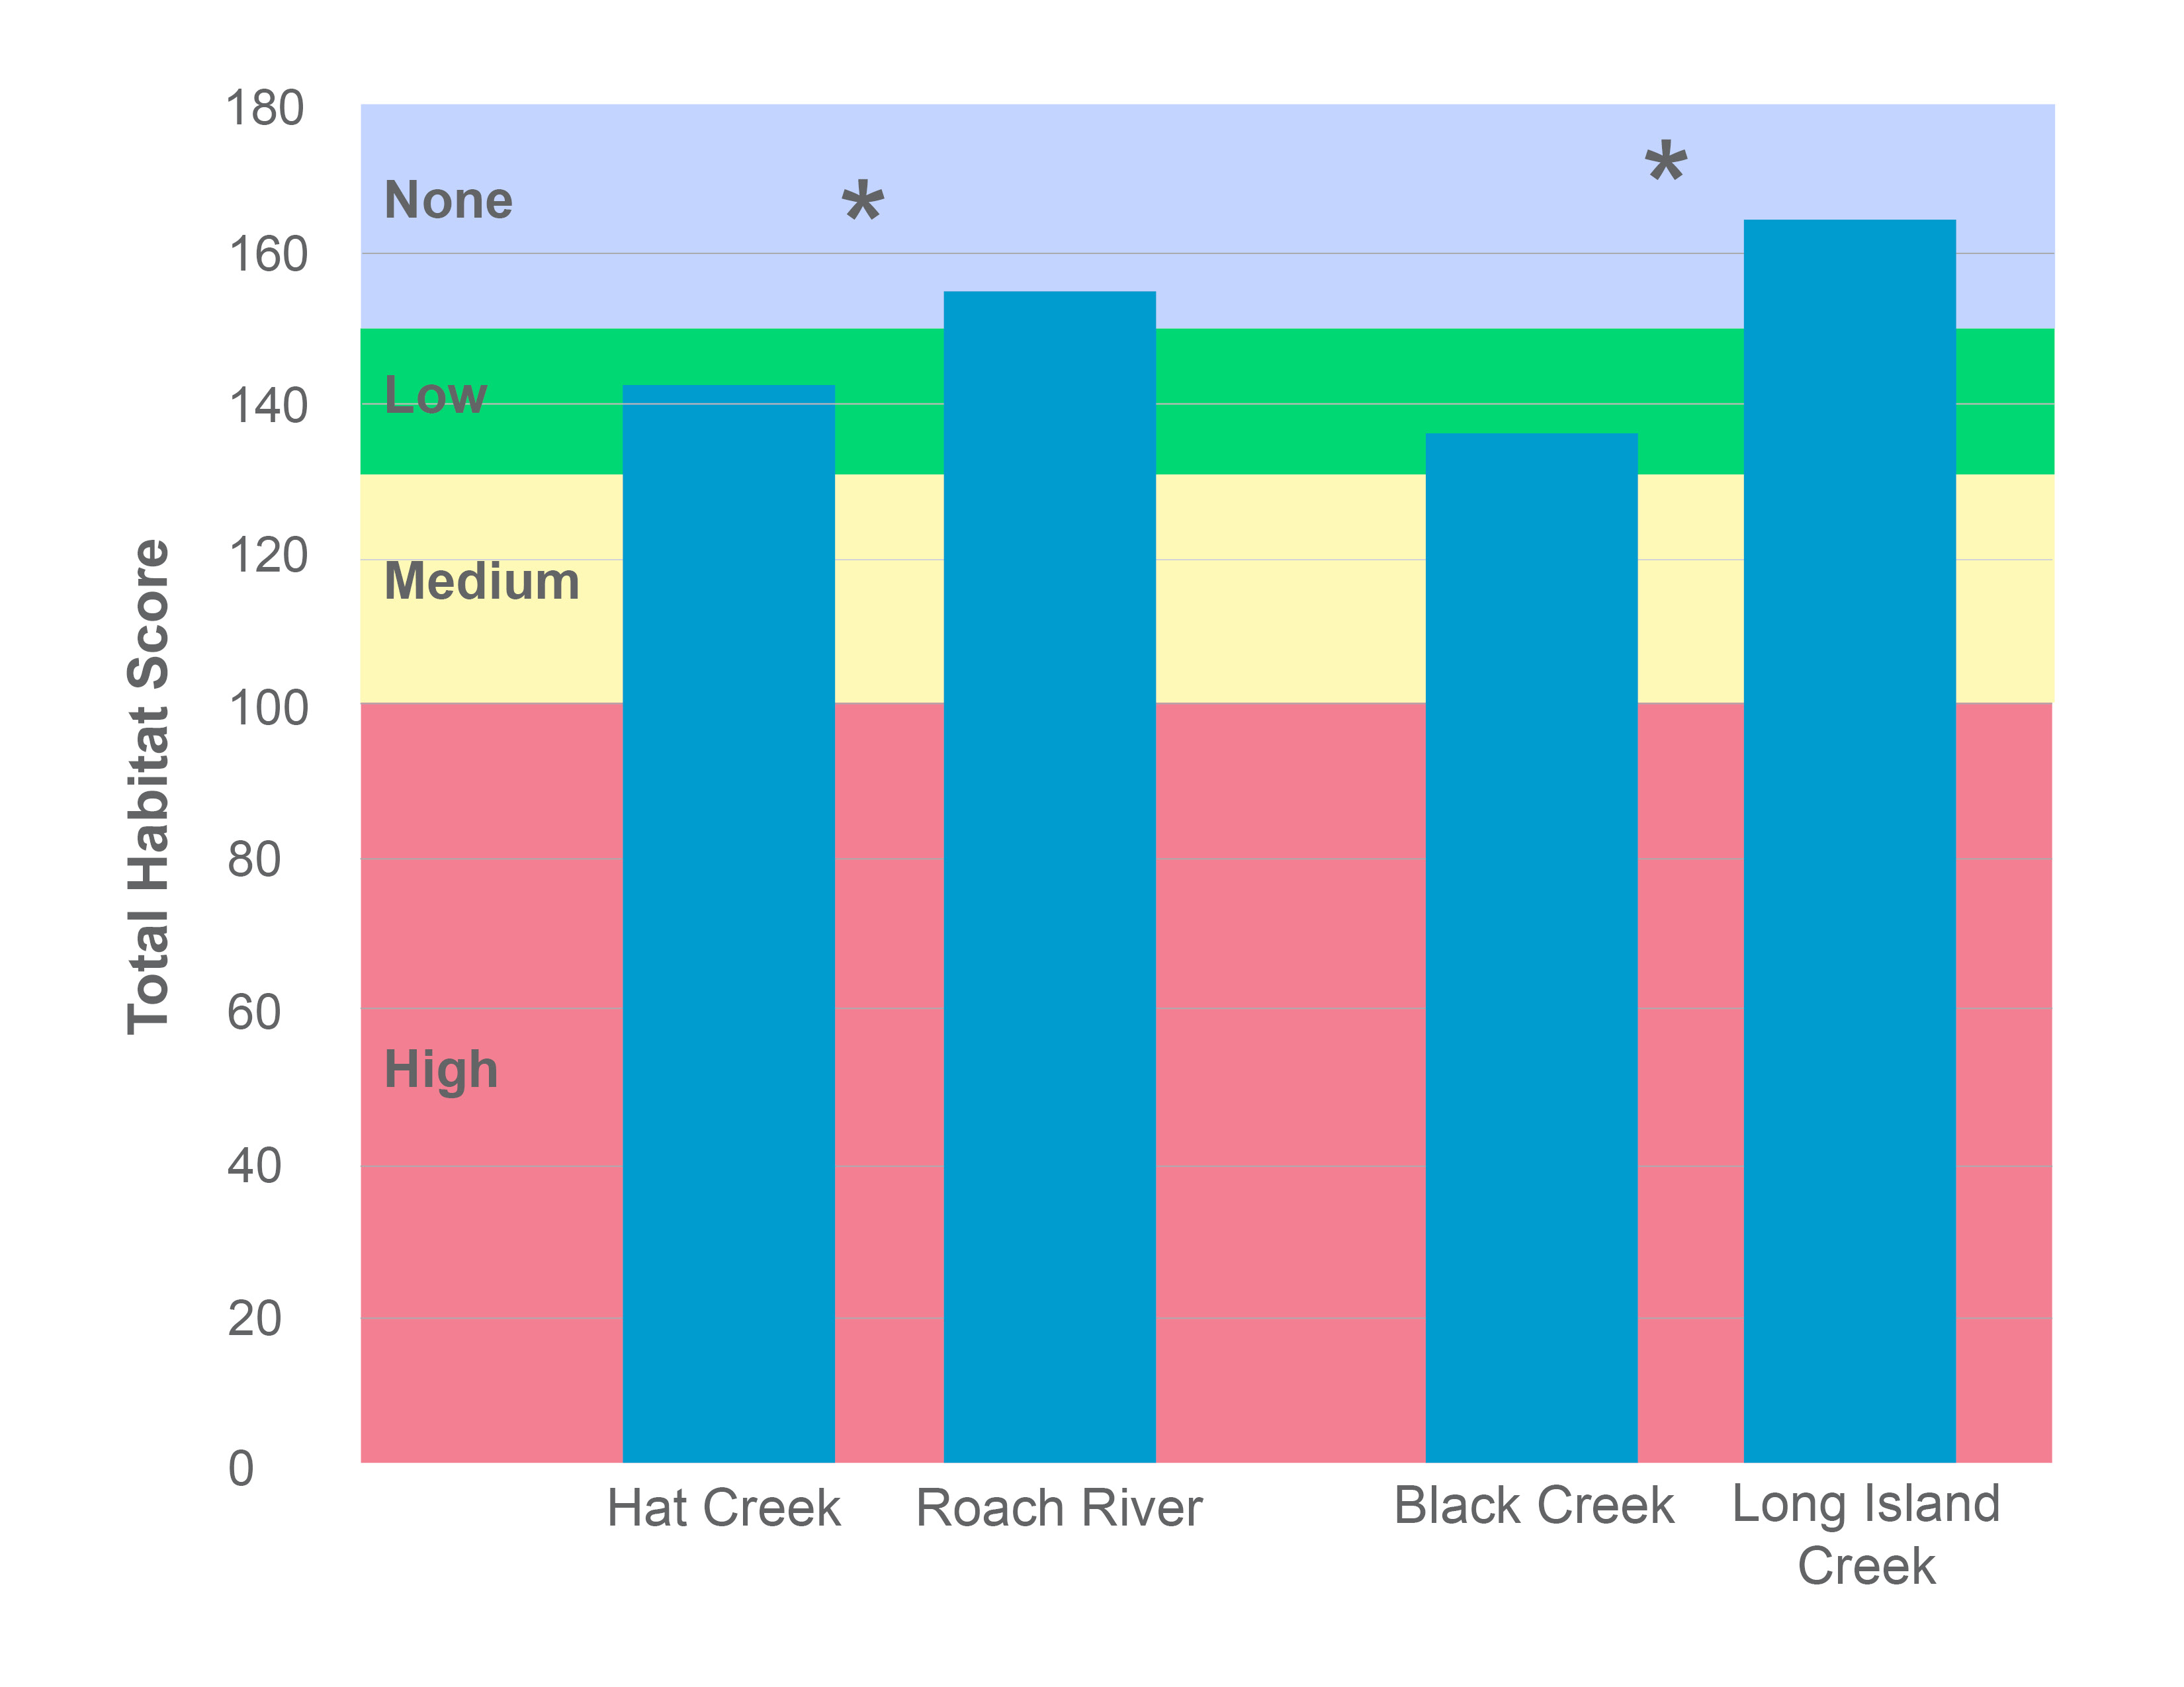 Total Habitat Score
180
160
140
120
100
80
60
40
20
0
None
Low
Medium
High
*
*
Hat Creek
Roach River
Black Creek
Long Island
Creek